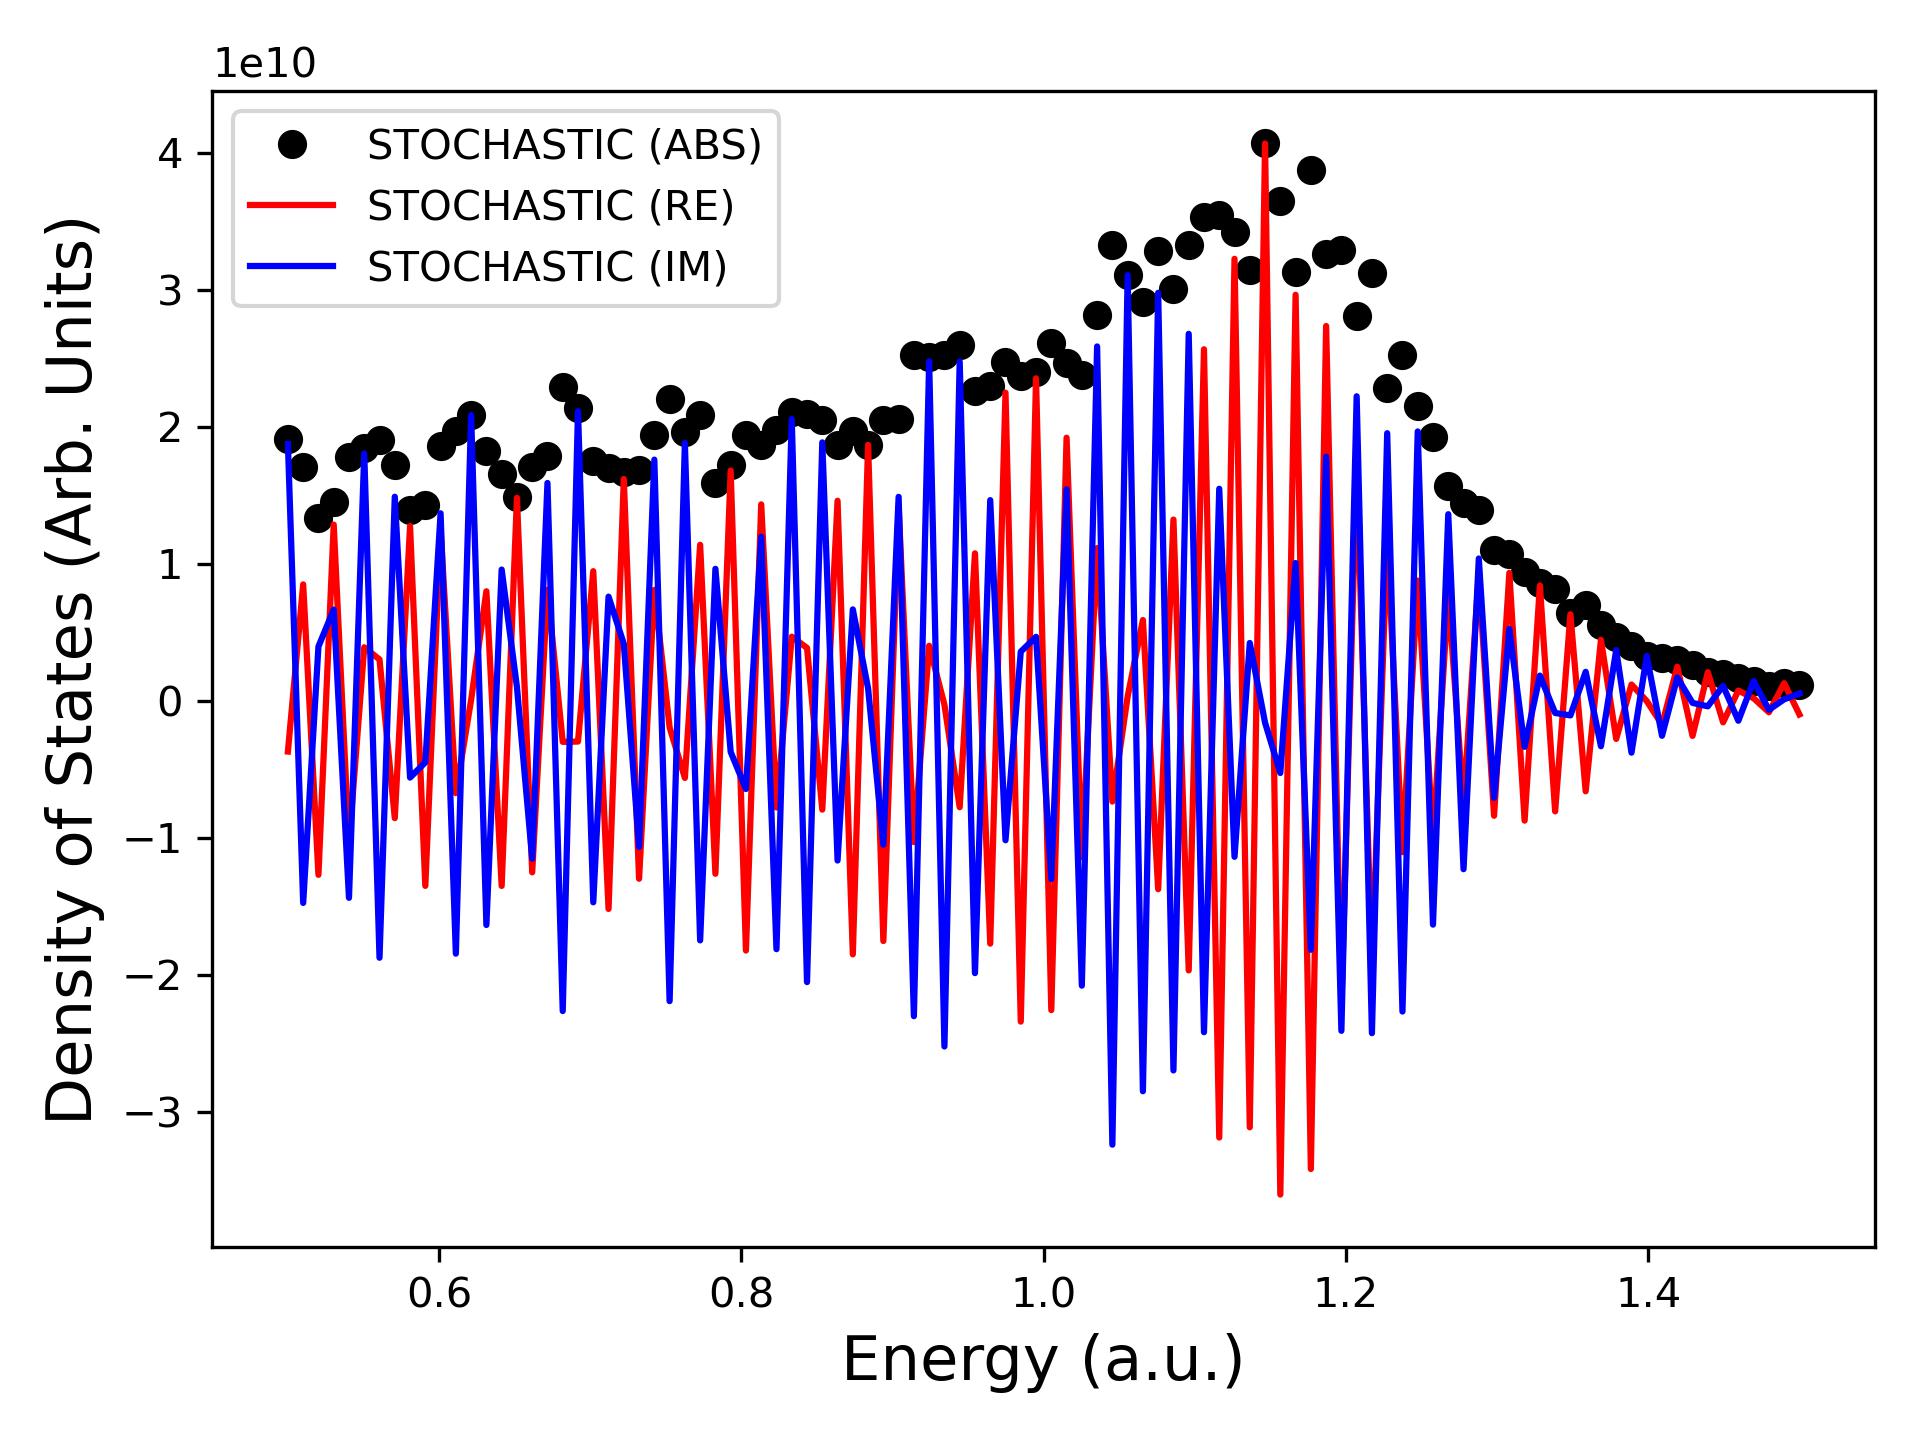 1e10
STOCHASTIC (ABS)
STOCHASTIC (RE)
STOCHASTIC (IM)
4
3
2
1
0
−1
−2
−3
Density of States (Arb. Units)
0.6 0.8 1.0 1.2 1.4
Energy (a.u.)